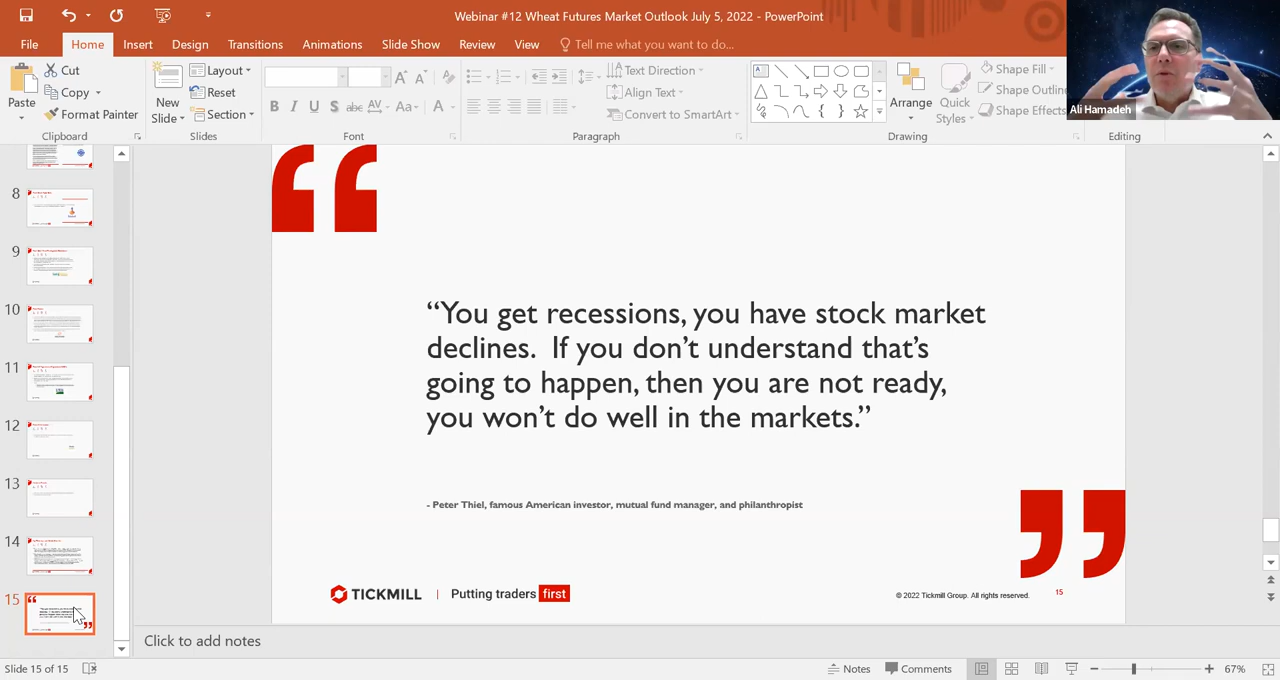 Webinar #12 Wheat Futures Market Outlook July 5, 2022 - PowerPoint
File Home Insert Design Transitions Animations Slide Show Review View Tell me what you want to do...
Ali Hamadeh
Paste
Cut
Copy
Format Painter
Clipboard
New
Slide
Layout
Reset
Section
Slides
B I U S abc AV Aa A
Font
Text Direction
Align Text
Convert to SmartArt
Paragraph
Arrange
Quick
Styles
Shape Fill
Shape Outline
Shape Effects
Drawing
Editing
8
9
10
11
12
13
14
15
“You get recessions, you have stock market
declines. If you don’t understand that’s
going to happen, then you are not ready,
you won’t do well in the markets.”
- Peter Thiel, famous American investor, mutual fund manager, and philanthropist
TICKMILL | Putting traders first
© 2022 Tickmill Group. All rights reserved. 15
Click to add notes
Slide 15 of 15 Notes Comments 67%